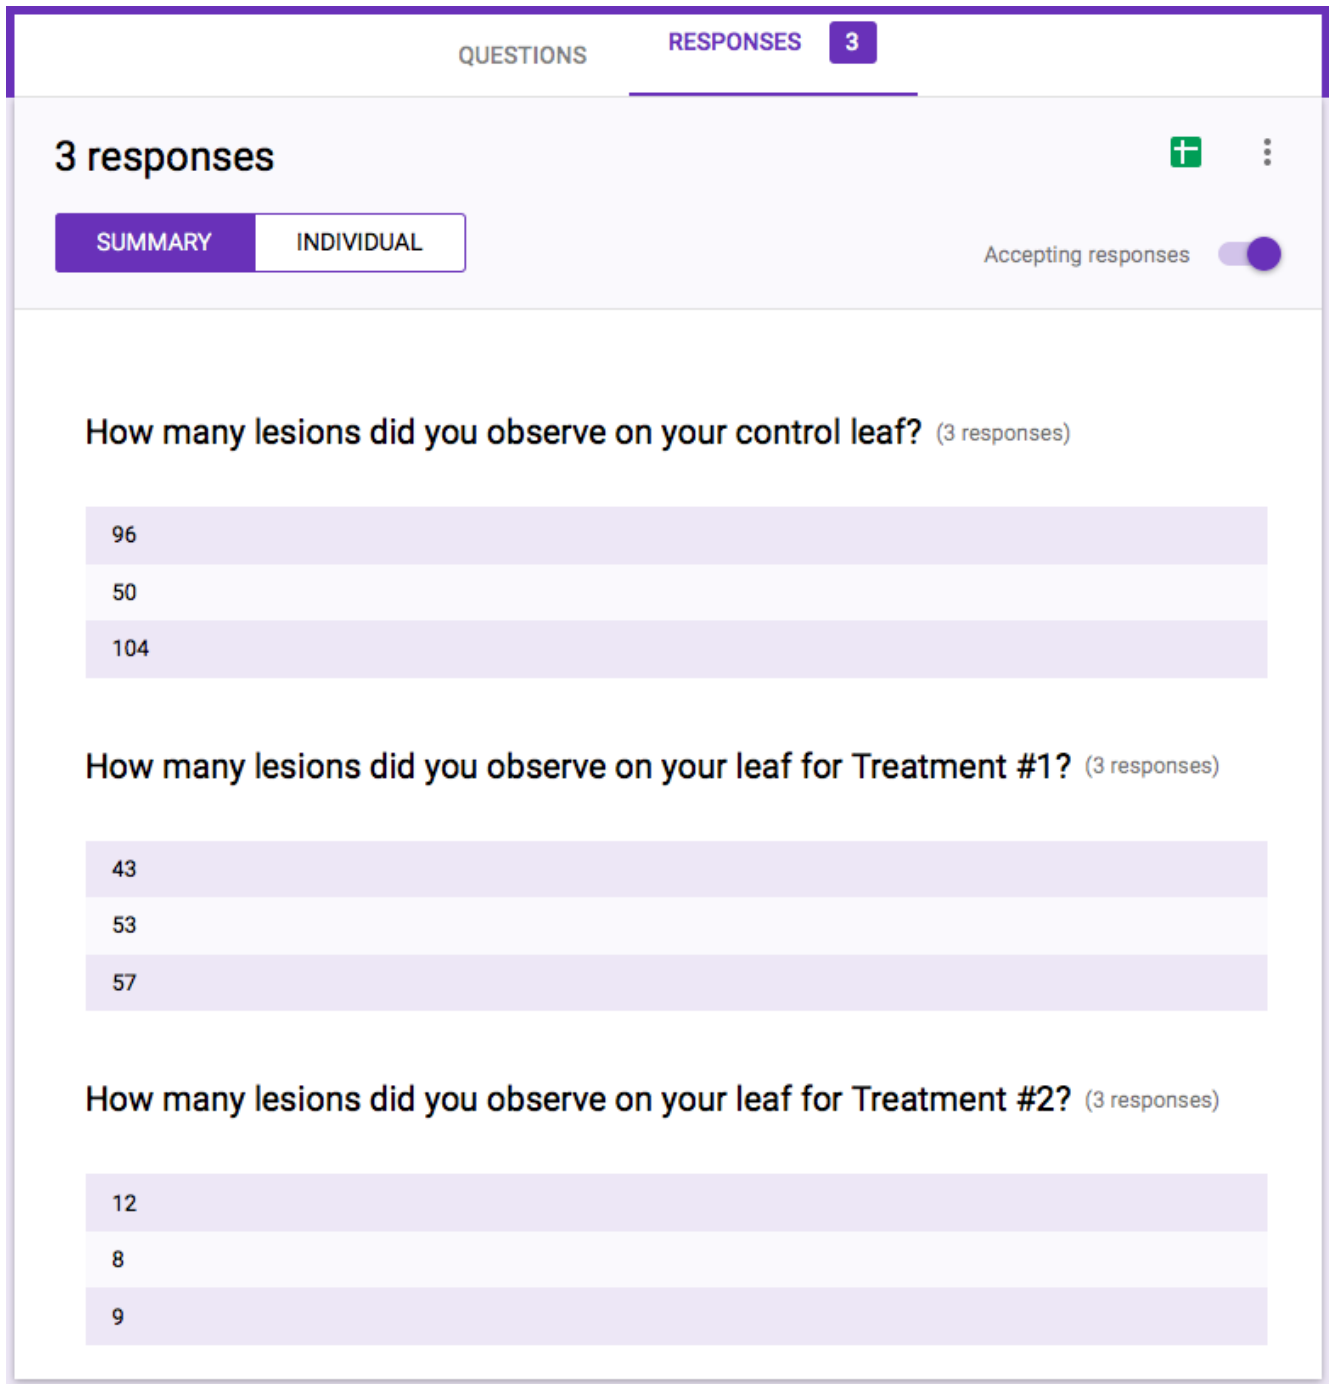 QUESTIONS RESPONSES 3
3 responses
SUMMARY INDIVIDUAL
Accepting responses
How many lesions did you observe on your control leaf? (3 responses)
96
50
104
How many lesions did you observe on your leaf for Treatment #1? (3 responses)
43
53
57
How many lesions did you observe on your leaf for Treatment #2? (3 responses)
12
8
9